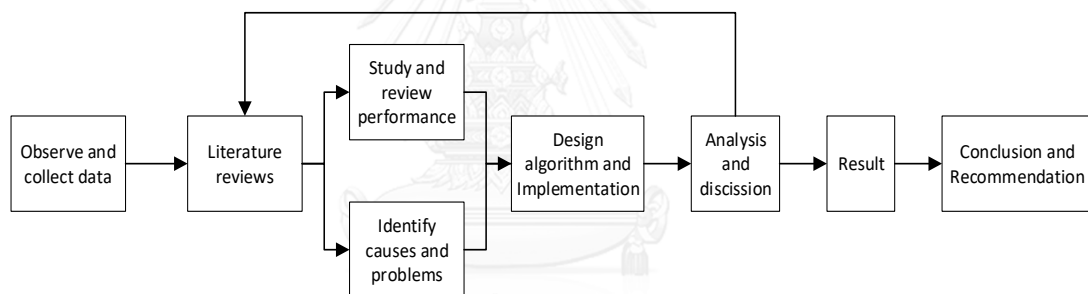 Observe and
collect data
Literature
reviews
Study and
review
performance
Identify
causes and
problems
Design
algorithm and
Implementation
Analysis
and
discission
Result
Conclusion and
Recommendation